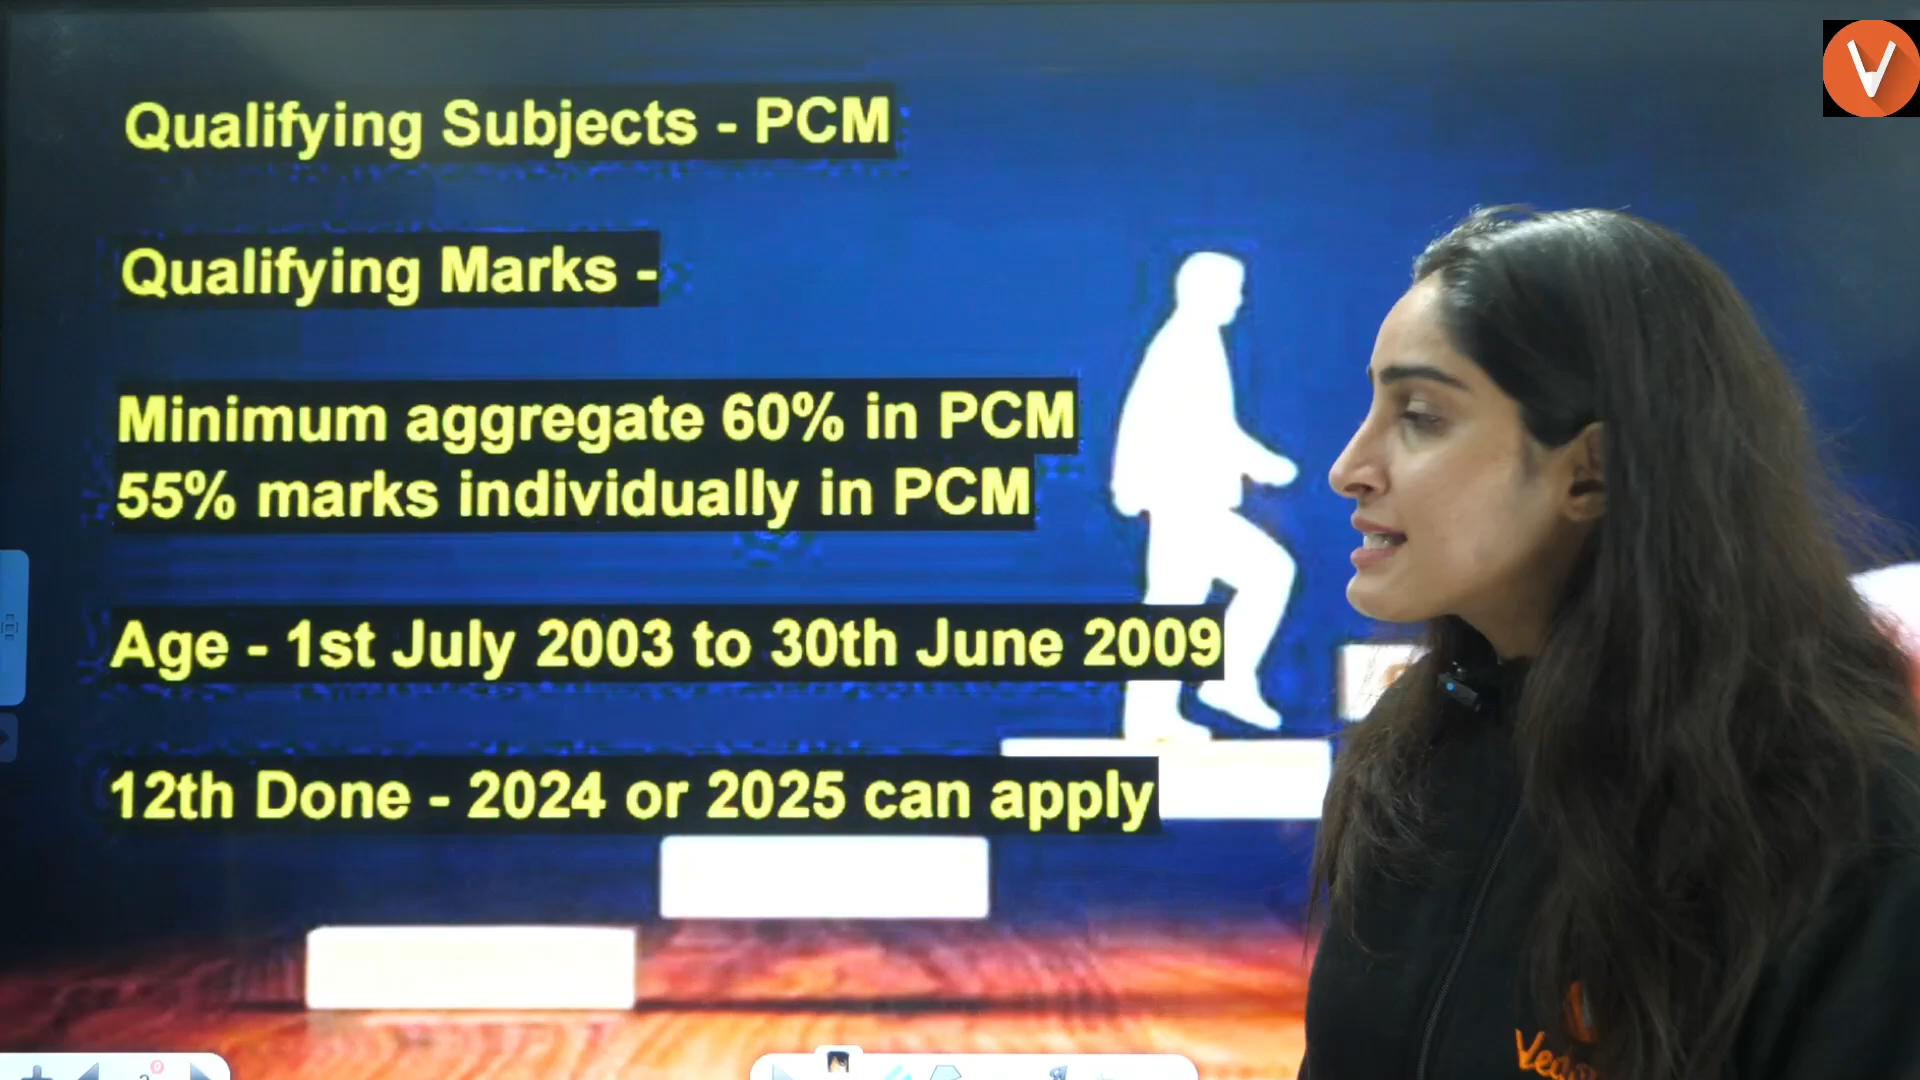 Qualifying Subjects - PCM
Qualifying Marks -
Minimum aggregate 60% in PCM
55% marks individually in PCM
Age - 1st July 2003 to 30th June 2009
12th Done - 2024 or 2025 can apply